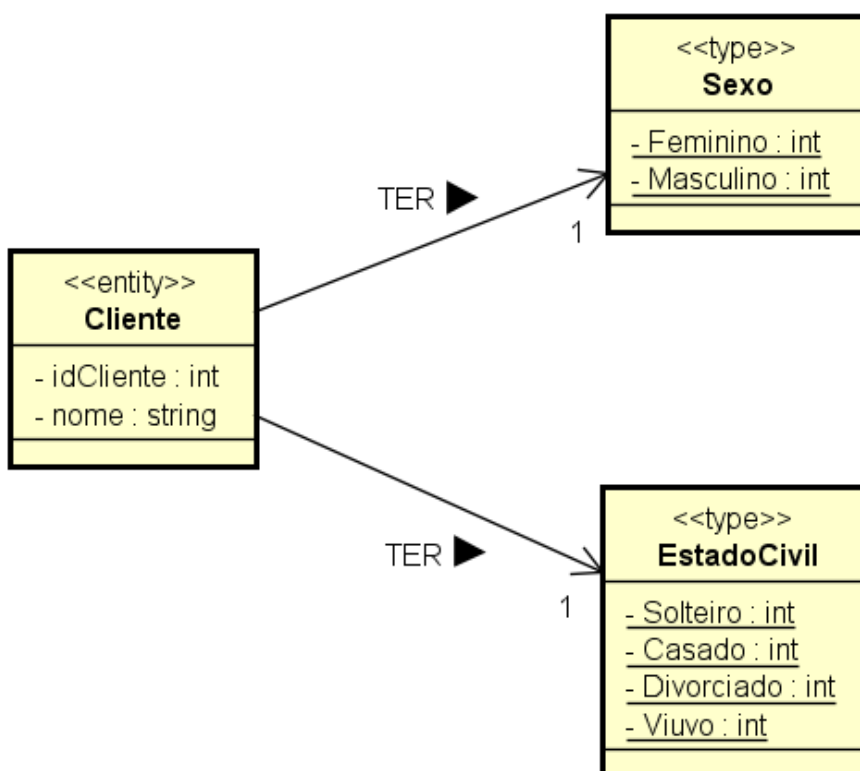 <<type>>
Sexo
- Feminino : int
- Masculino : int
TER ▶
1
<<entity>>
Cliente
- idCliente : int
- nome : string
TER ▶
1
<<type>>
EstadoCivil
- Solteiro : int
- Casado : int
- Divorciado : int
- Viuvo : int